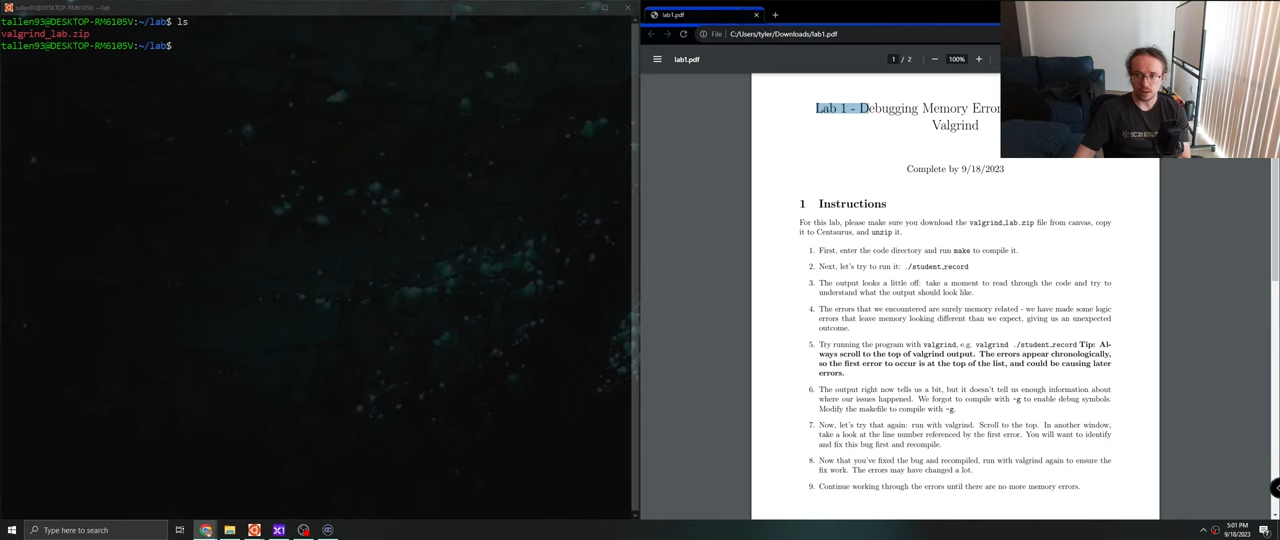 tallen93@DESKTOP-RM6105V: ~/lab
tallen93@DESKTOP-RM6105V:~/lab$ ls
valgrind_lab.zip
tallen93@DESKTOP-RM6105V:~/lab$
lab1.pdf
File
C:/Users/tyler/Downloads/lab1.pdf
lab1.pdf
1 / 2
100%
Lab 1 - Debugging Memory Erro
Valgrind
Complete by 9/18/2023
1 Instructions
For this lab, please make sure you download the valgrind_lab.zip file from canvas, copy
it to Centaurus, and unzip it.
1. First, enter the code directory and run make to compile it.
2. Next, let's try to run it: ./student_record
3. The output looks a little off: take a moment to read through the code and try to
understand what the output should look like.
4. The errors that we encountered are surely memory related - we have made some logic
errors that leave memory looking different than we expect, giving us an unexpected
outcome.
5. Try running the program with valgrind, e.g. valgrind ./student_record Tip: Al-
ways scroll to the top of valgrind output. The errors appear chronologically,
so the first error to occur is at the top of the list, and could be causing later
errors.
6. The output right now tells us a bit, but it doesn't tell us enough information about
where our issues happened. We forgot to compile with -g to enable debug symbols.
Modify the makefile to compile with -g.
7. Now, let's try that again: run with valgrind. Scroll to the top. In another window,
take a look at the line number referenced by the first error. You will want to identify
and fix this bug first and recompile.
8. Now that you've fixed the bug and recompiled, run with valgrind again to ensure the
fix work. The errors may have changed a lot.
9. Continue working through the errors until there are no more memory errors.
SC21
Type here to search
X1
5:01 PM
9/18/2023